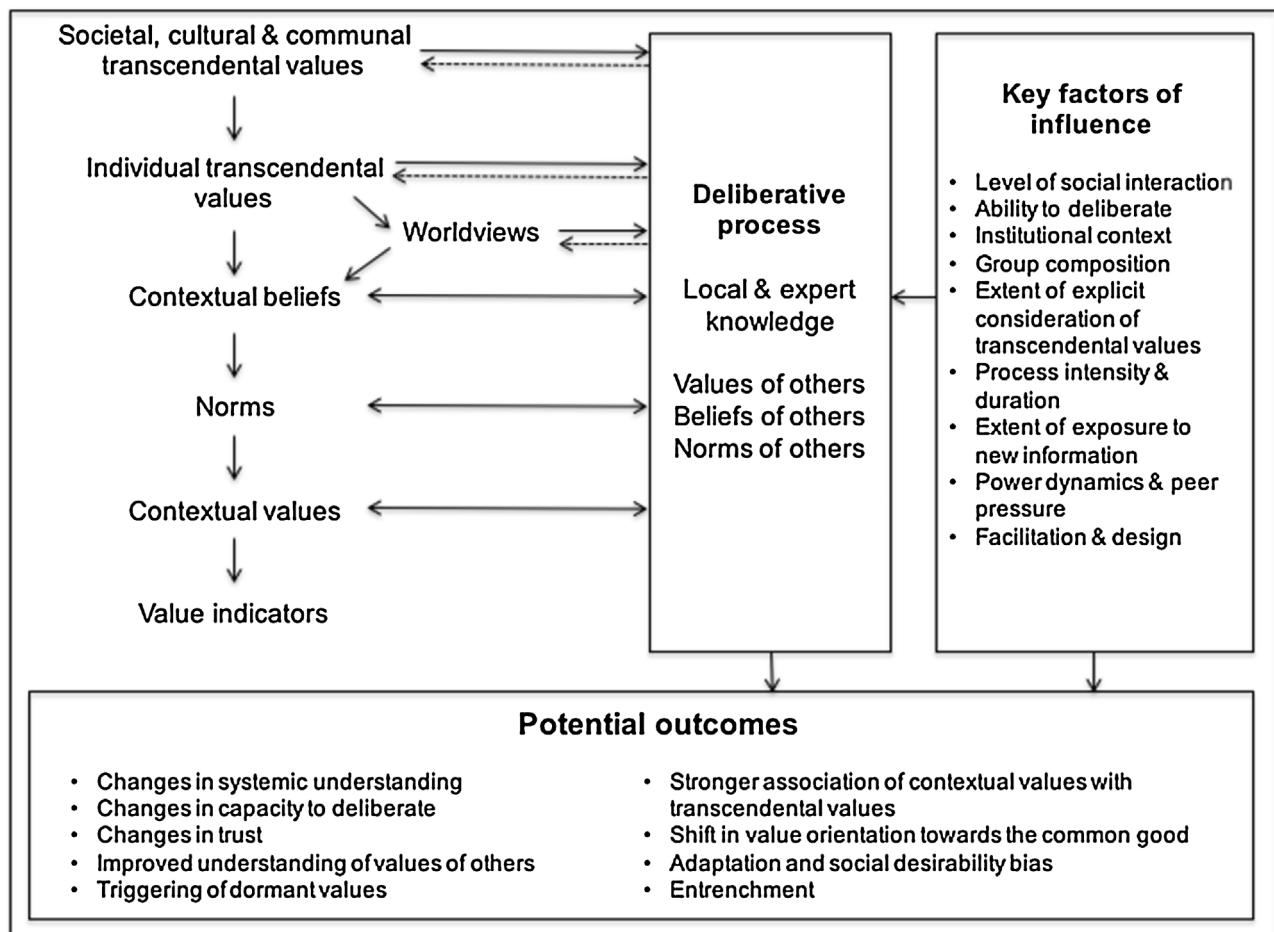 Societal, cultural & communal
transcendental values
Individual transcendental
values
Worldviews
Contextual beliefs
Norms
Contextual values
Value indicators
Deliberative
process
Local & expert
knowledge
Values of others
Beliefs of others
Norms of others
Key factors of
influence
• Level of social interaction
• Ability to deliberate
• Institutional context
• Group composition
• Extent of explicit
consideration of
transcendental values
• Process intensity &
duration
• Extent of exposure to
new information
• Power dynamics & peer
pressure
• Facilitation & design
Potential outcomes
• Changes in systemic understanding
• Changes in capacity to deliberate
• Changes in trust
• Improved understanding of values of others
• Triggering of dormant values
• Stronger association of contextual values with
transcendental values
• Shift in value orientation towards the common good
• Adaptation and social desirability bias
• Entrenchment